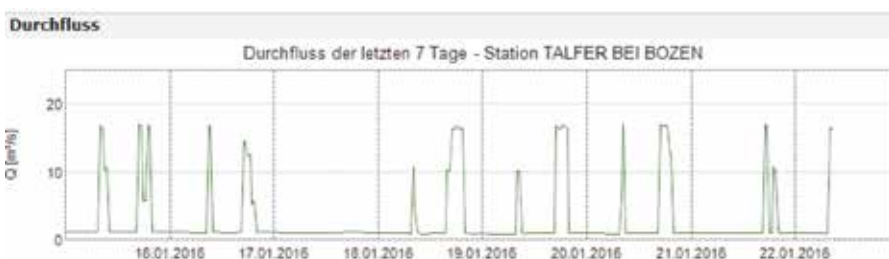 Durchfluss
Durchfluss der letzten 7 Tage - Station TALFER BEI BOZEN
Q [m³/s]
20
10
0
16.01.2016 17.01.2016 18.01.2016 19.01.2016 20.01.2016 21.01.2016 22.01.2016